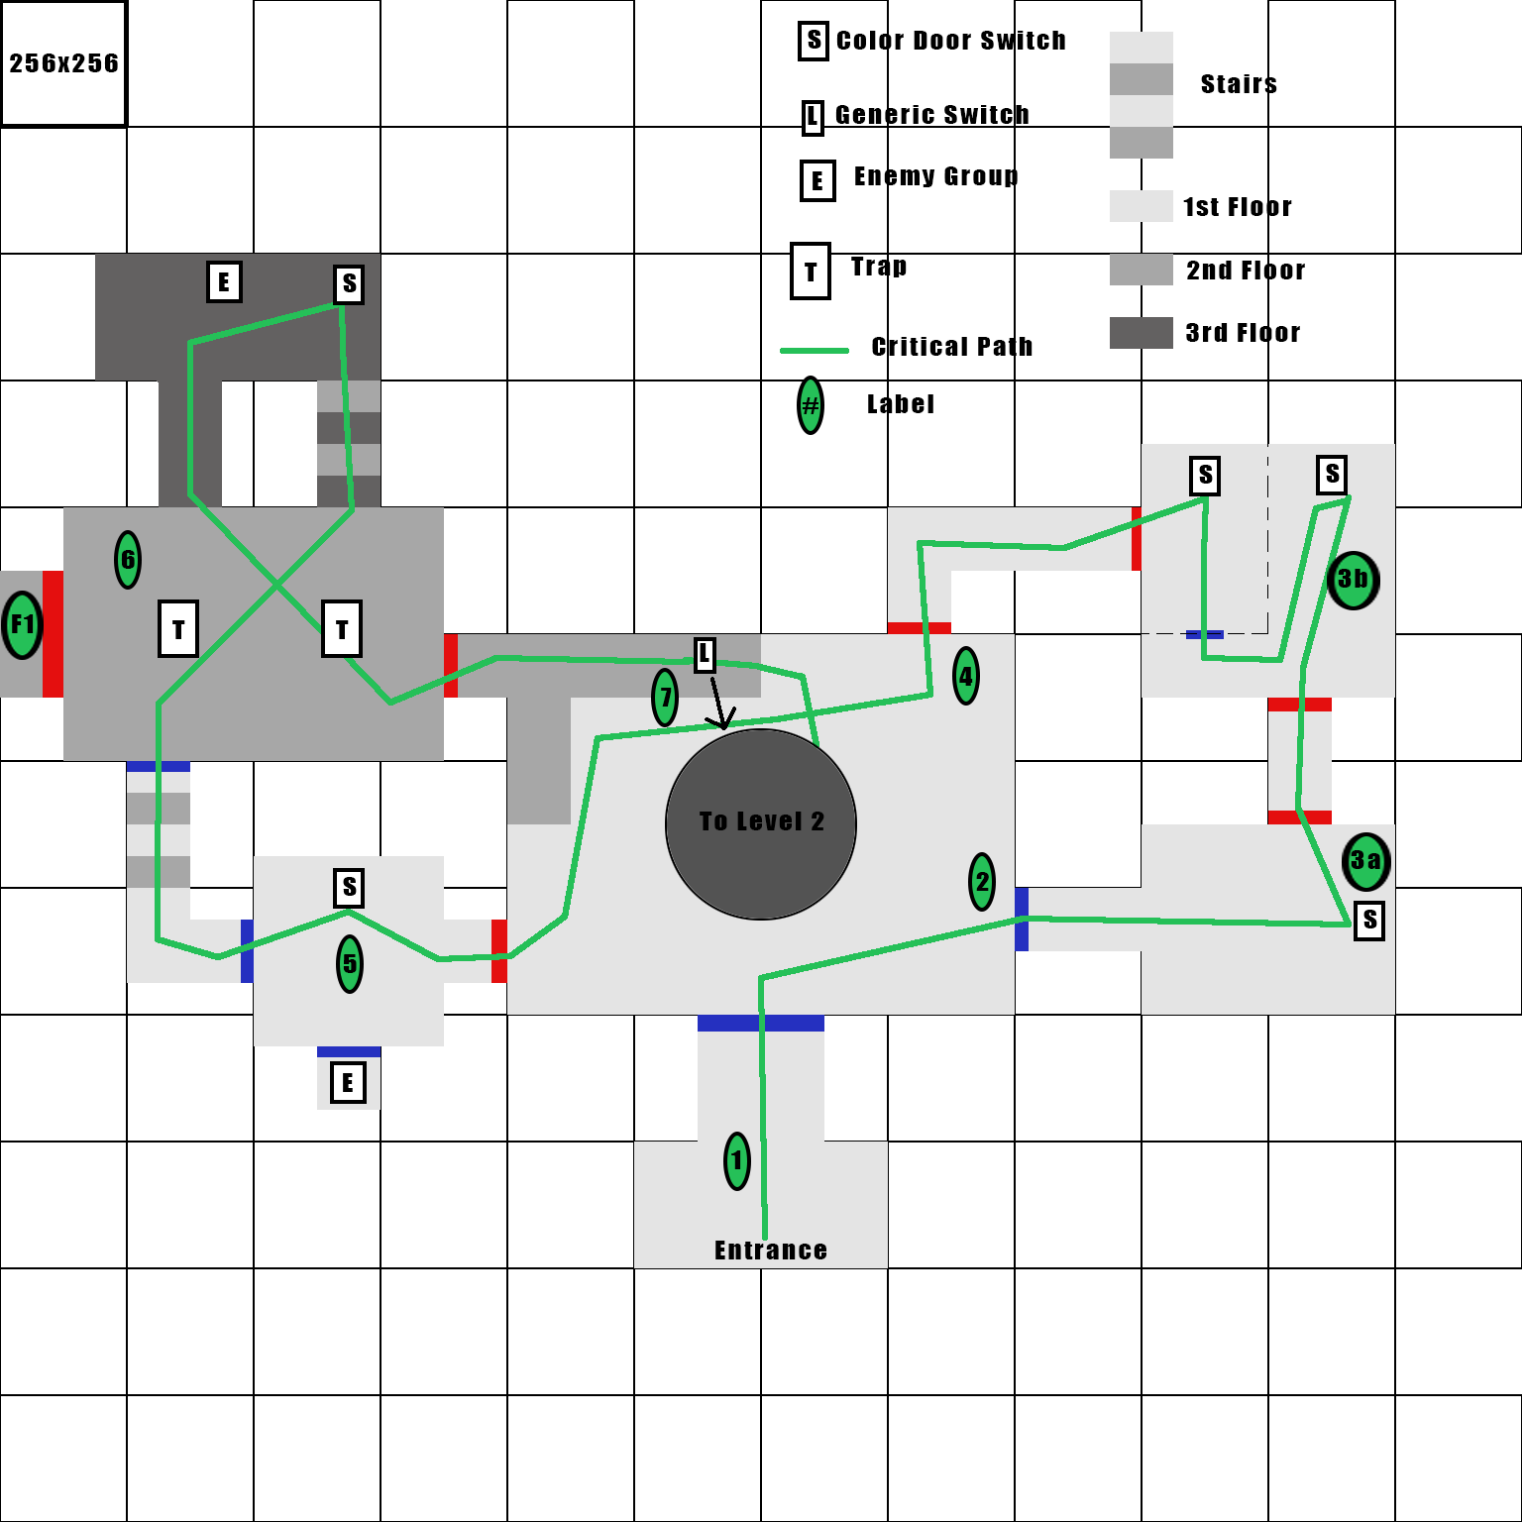 256x256
S Color Door Switch
L Generic Switch
E Enemy Group
T Trap
Critical Path
# Label
Stairs
1st Floor
2nd Floor
3rd Floor
E
S
S
S
6
3b
F1
T
T
L
4
7
To Level 2
3a
2
S
S
5
E
1
Entrance